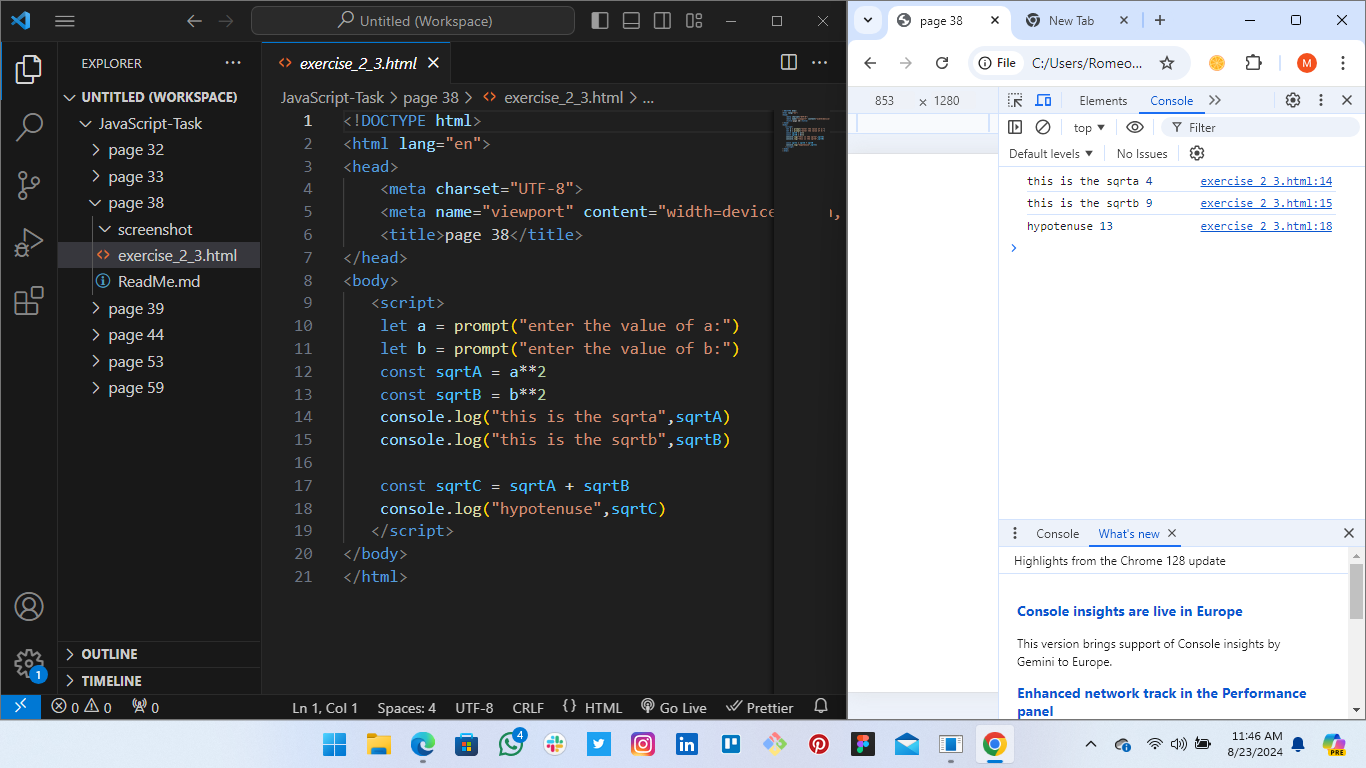 Untitled (Workspace)
EXPLORER
UNTITLED (WORKSPACE)
JavaScript-Task
page 32
page 33
page 38
screenshot
exercise_2_3.html
ReadMe.md
page 39
page 44
page 53
page 59
OUTLINE
TIMELINE
1
exercise_2_3.html
JavaScript-Task > page 38 > exercise_2_3.html > ...
1 <!DOCTYPE html>
2 <html lang="en">
3 <head>
4 <meta charset="UTF-8">
5 <meta name="viewport" content="width=device
6 <title>page 38</title>
7 </head>
8 <body>
9 <script>
10 let a = prompt("enter the value of a:")
11 let b = prompt("enter the value of b:")
12 const sqrtA = a**2
13 const sqrtB = b**2
14 console.log("this is the sqrta",sqrtA)
15 console.log("this is the sqrtb",sqrtB)
16
17 const sqrtC = sqrtA + sqrtB
18 console.log("hypotenuse",sqrtC)
19 </script>
20 </body>
21 </html>
0 0 0 Ln 1, Col 1 Spaces: 4 UTF-8 CRLF {} HTML Go Live Prettier
page 38 New Tab
File C:/Users/Romeo... M
853 × 1280
Elements Console
top Filter
Default levels No Issues
this is the sqrta 4 exercise 2 3.html:14
this is the sqrtb 9 exercise 2 3.html:15
hypotenuse 13 exercise 2 3.html:18
Console What's new
Highlights from the Chrome 128 update
Console insights are live in Europe
This version brings support of Console insights by
Gemini to Europe.
Enhanced network track in the Performance
panel
4
11:46 AM
8/23/2024
PRE